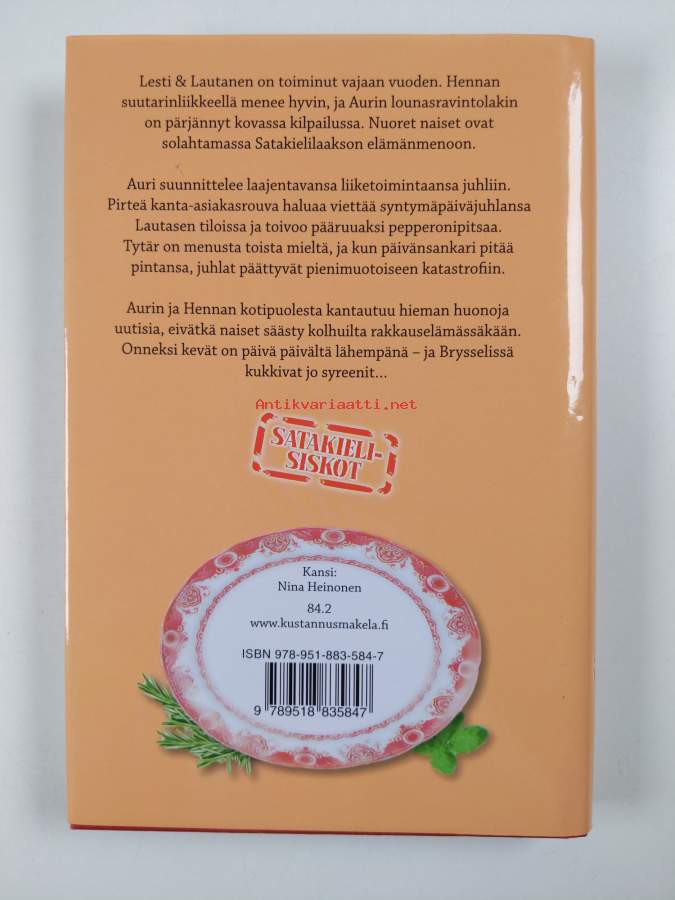 Lesti & Lautanen on toiminut vajaan vuoden. Hennan
suutarinliikkeellä menee hyvin, ja Aurin lounasravintolakin
on pärjännyt kovassa kilpailussa. Nuoret naiset ovat
solahtamassa Satakielilaakson elämänmenoon.
Auri suunnittelee laajentavansa liiketoimintaansa juhliin.
Pirteä kanta-asiakasrouva haluaa viettää syntymäpäiväjuhlansa
Lautasen tiloissa ja toivoo pääruuaksi pepperonipitsaa.
Tytär on menusta toista mieltä, ja kun päivänsankari pitää
pintansa, juhlat päättyvät pienimuotoiseen katastrofiin.
Aurin ja Hennan kotipuolesta kantautuu hieman huonoja
uutisia, eivätkä naiset säästy kolhuilta rakkauselämässäkään.
Onneksi kevät on päivä päivältä lähempänä – ja Brysselissä
kukkivat jo syreenit...
Antikvariaatti.net
SATAKIELI-
SISKOT
Kansi:
Nina Heinonen
84.2
www.kustannusmakela.fi
ISBN 978-951-883-584-7
9 789518 835847